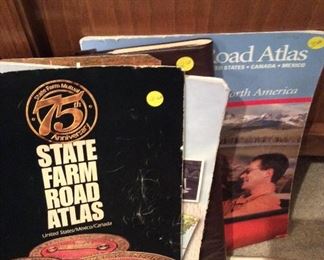 State Farm Mutual
75th
Anniversary
STATE
FARM
ROAD
ATLAS
United States/Mexico/Canada
Road Atlas
STATES • CANADA • MEXICO
North America